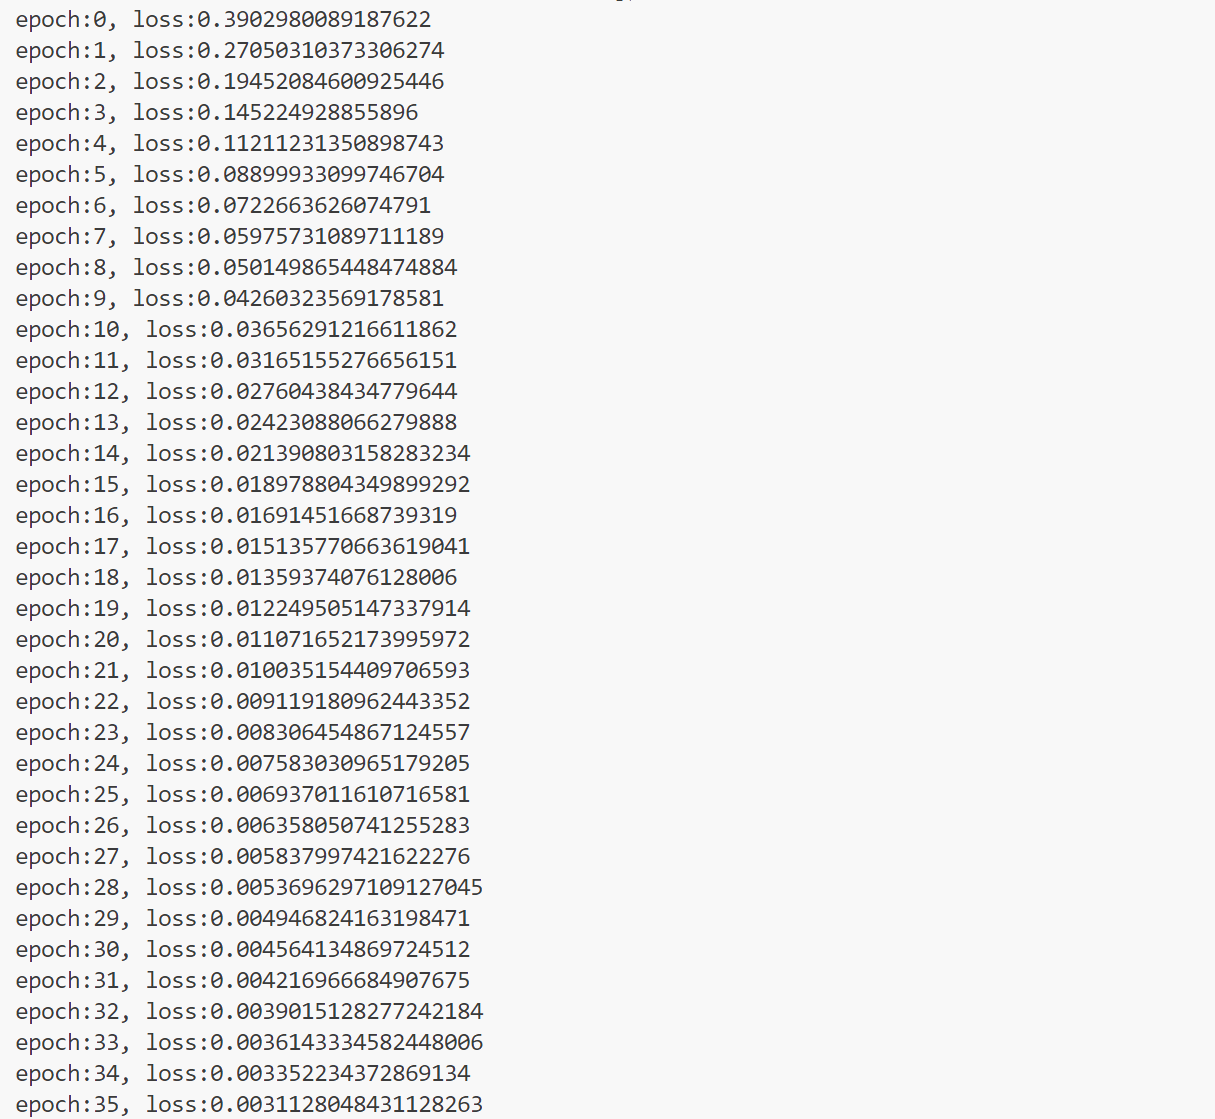 epoch:0, loss:0.3902980089187622
epoch:1, loss:0.27050310373306274
epoch:2, loss:0.19452084600925446
epoch:3, loss:0.145224928855896
epoch:4, loss:0.11211231350898743
epoch:5, loss:0.08899933099746704
epoch:6, loss:0.0722663626074791
epoch:7, loss:0.05975731089711189
epoch:8, loss:0.050149865448474884
epoch:9, loss:0.04260323569178581
epoch:10, loss:0.03656291216611862
epoch:11, loss:0.03165155276656151
epoch:12, loss:0.02760438434779644
epoch:13, loss:0.02423088066279888
epoch:14, loss:0.021390803158283234
epoch:15, loss:0.018978804349899292
epoch:16, loss:0.01691451668739319
epoch:17, loss:0.015135770663619041
epoch:18, loss:0.01359374076128006
epoch:19, loss:0.012249505147337914
epoch:20, loss:0.011071652173995972
epoch:21, loss:0.010035154409706593
epoch:22, loss:0.009119180962443352
epoch:23, loss:0.008306454867124557
epoch:24, loss:0.007583030965179205
epoch:25, loss:0.006937011610716581
epoch:26, loss:0.006358050741255283
epoch:27, loss:0.005837997421622276
epoch:28, loss:0.0053696297109127045
epoch:29, loss:0.004946824163198471
epoch:30, loss:0.004564134869724512
epoch:31, loss:0.004216966684907675
epoch:32, loss:0.0039015128277242184
epoch:33, loss:0.0036143334582448006
epoch:34, loss:0.003352234372869134
epoch:35, loss:0.0031128048431128263